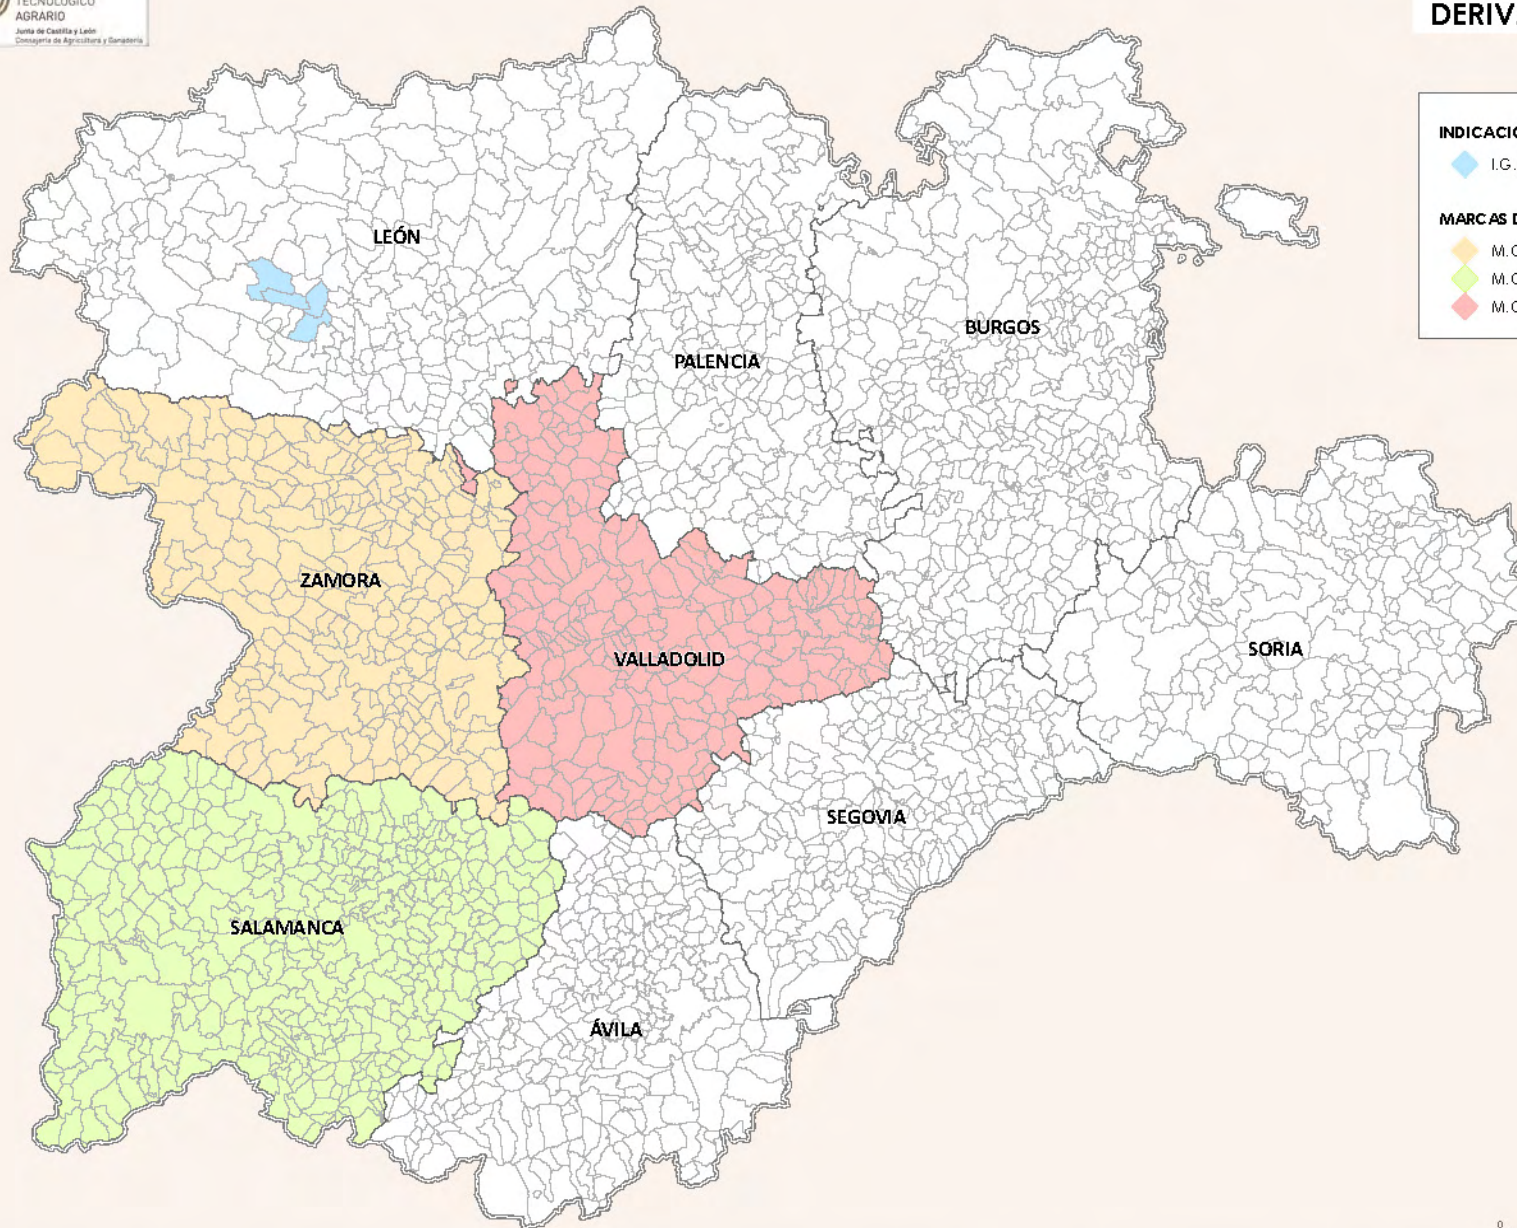 TECNOLÓGICO
AGRARIO
Junta de Castilla y León
Consejería de Agricultura y Ganadería
DERIV
INDICACIO
I.G.
MARCAS D
M.C
M.C
M.C
LEÓN
BURGOS
PALENCIA
ZAMORA
VALLADOLID
SORIA
SEGOVIA
SALAMANCA
ÁVILA
0